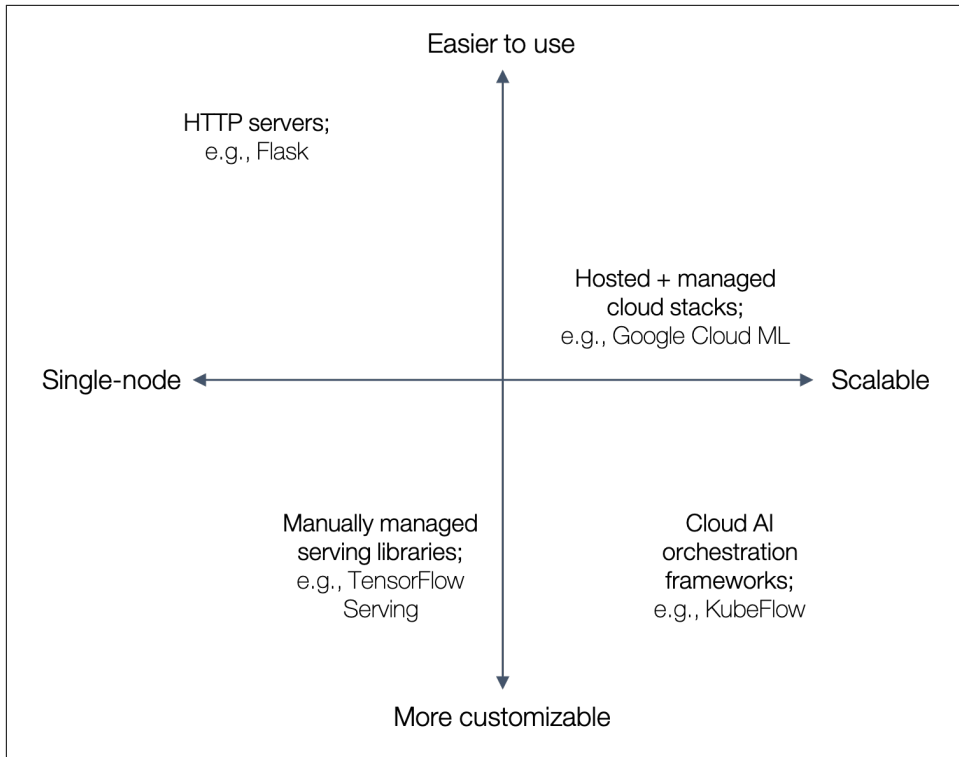 Easier to use
HTTP servers;
e.g., Flask
Hosted + managed
cloud stacks;
e.g., Google Cloud ML
Single-node
Scalable
Manually managed
serving libraries;
e.g., TensorFlow
Serving
Cloud AI
orchestration
frameworks;
e.g., KubeFlow
More customizable